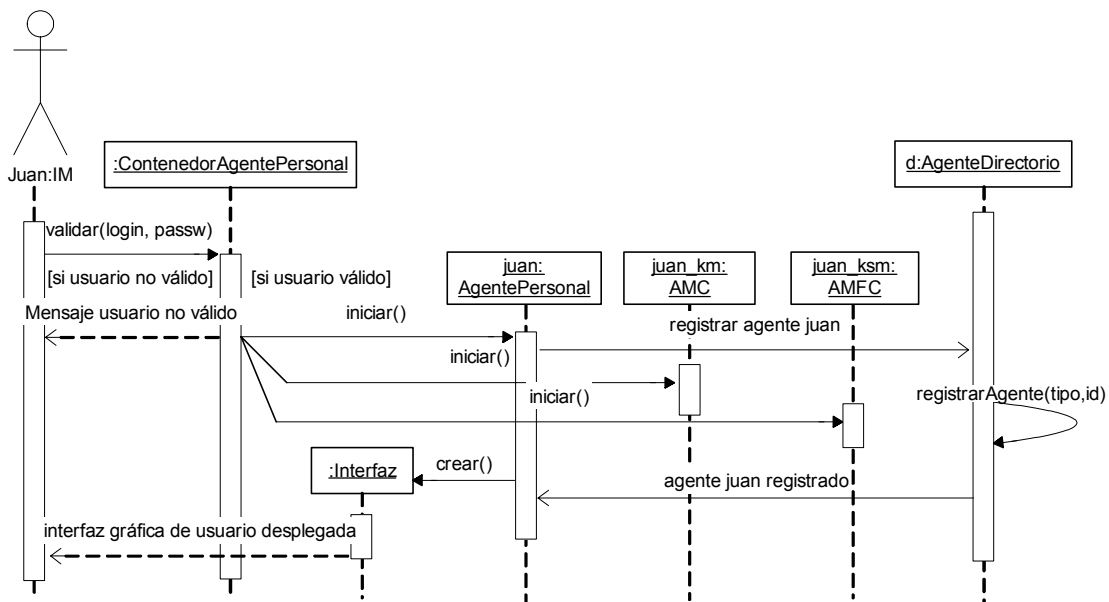 Juan:IM
:ContenedorAgentePersonal
d:AgenteDirectorio
validar(login, passw)
[si usuario no válido]
[si usuario válido]
juan:
AgentePersonal
juan_km:
AMC
juan_ksm:
AMFC
Mensaje usuario no válido
iniciar()
registrar agente juan
iniciar()
iniciar()
registrarAgente(tipo,id)
:Interfaz
crear()
agente juan registrado
interfaz gráfica de usuario desplegada